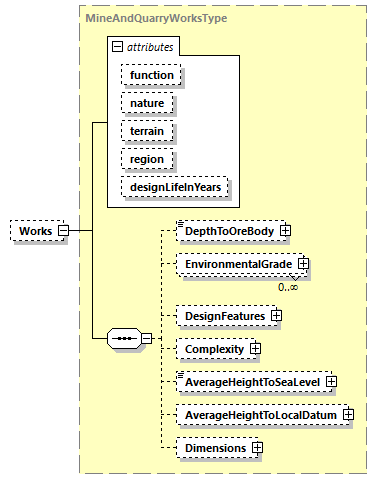 MineAndQuarryWorksType
attributes
function
nature
terrain
region
designLifeInYears
Works
DepthToOreBody
EnvironmentalGrade
0..∞
DesignFeatures
Complexity
AverageHeightToSeaLevel
AverageHeightToLocalDatum
Dimensions